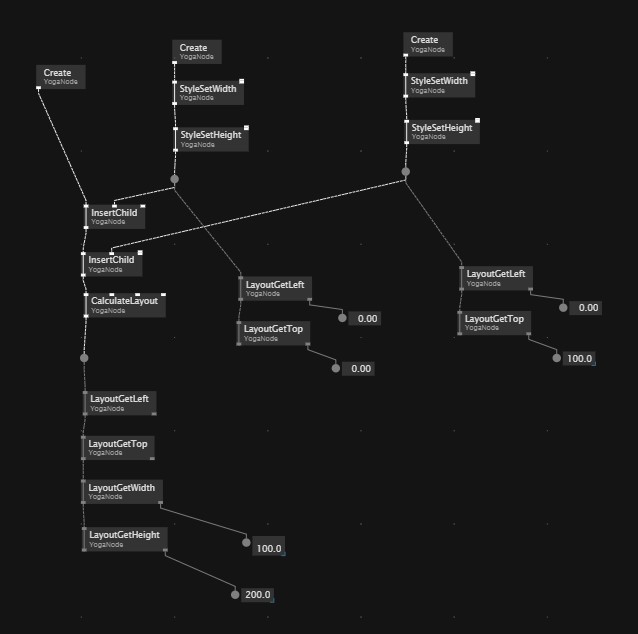 Create
YogaNode
Create
YogaNode
Create
YogaNode
StyleSetWidth
YogaNode
StyleSetWidth
YogaNode
StyleSetHeight
YogaNode
StyleSetHeight
YogaNode
InsertChild
YogaNode
InsertChild
YogaNode
CalculateLayout
YogaNode
LayoutGetLeft
YogaNode
0.00
LayoutGetTop
YogaNode
0.00
LayoutGetLeft
YogaNode
0.00
LayoutGetTop
YogaNode
100.0
LayoutGetLeft
YogaNode
LayoutGetTop
YogaNode
LayoutGetWidth
YogaNode
100.0
LayoutGetHeight
YogaNode
200.0